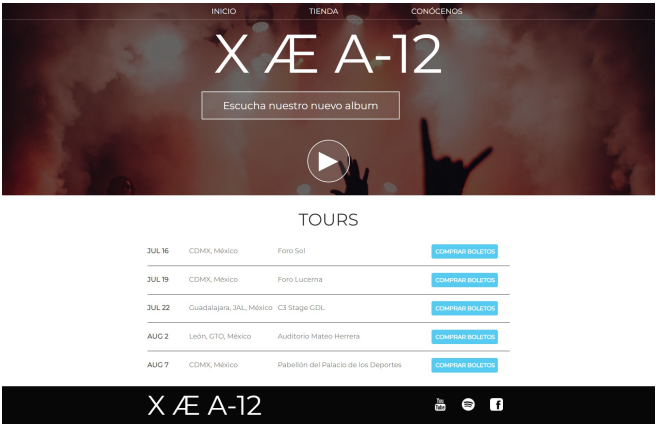 INICIO TIENDA CONÓCENOS
X Æ A-12
Escucha nuestro nuevo album
TOURS
JUL 16 CDMX, México Foro Sol COMPRAR BOLETOS
JUL 19 CDMX, México Foro Lucerna COMPRAR BOLETOS
JUL 22 Guadalajara, JAL, México C3 Stage GDL COMPRAR BOLETOS
AUG 2 León, GTO, México Auditorio Mateo Herrera COMPRAR BOLETOS
AUG 7 CDMX, México Pabellón del Palacio de los Deportes COMPRAR BOLETOS
X Æ A-12
You
Tube